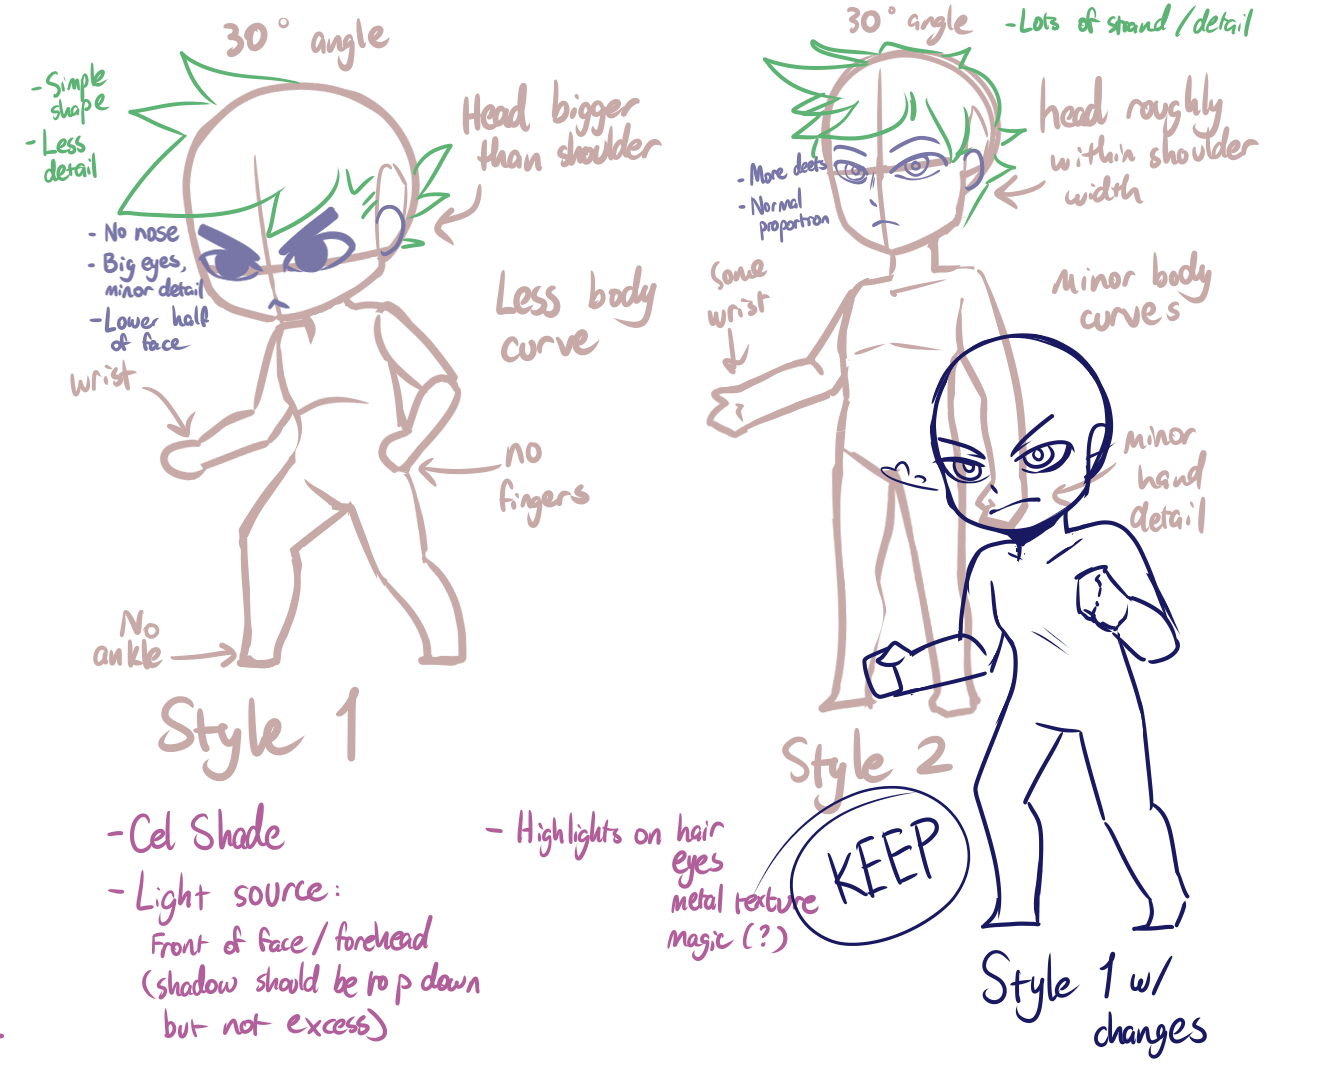 30° angle
- Simple
shape
- Less
detail
Head bigger
than shoulder
- No nose
- Big eyes,
minor detail
- Lower half
of face
Less body
curve
wrist
no
fingers
No
ankle
Style 1
30° angle
- Lots of strand/detail
head roughly
within shoulder
width
- More deets
- Normal
proportion
some
wrist
minor body
curves
minor
hand
detail
Style 2
- Cel Shade
- Light source:
Front of face/forehead
(shadow should be top down
but not excess)
- Highlights on hair
eyes
metal texture
magic (?)
KEEP
Style 1 w/
changes